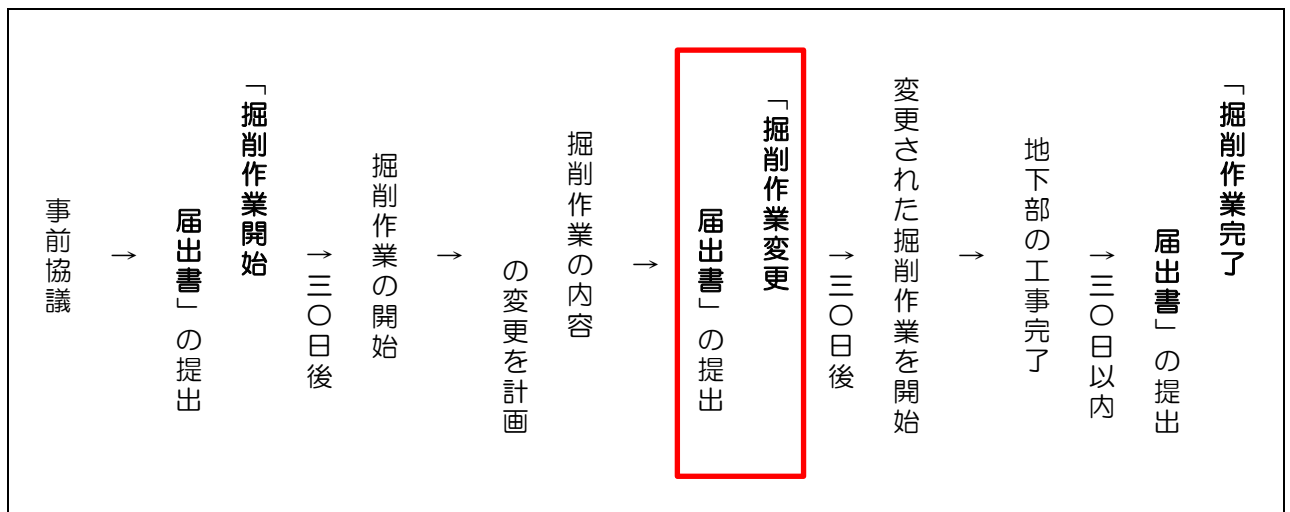 事前協議
→
「掘削作業開始
届出書」の提出
→三〇日後
掘削作業の開始
→
掘削作業の内容
の変更を計画
→
「掘削作業変更
届出書」の提出
→三〇日後
変更された掘削作業を開始
→
地下部の工事完了
→三〇日以内
「掘削作業完了
届出書」の提出